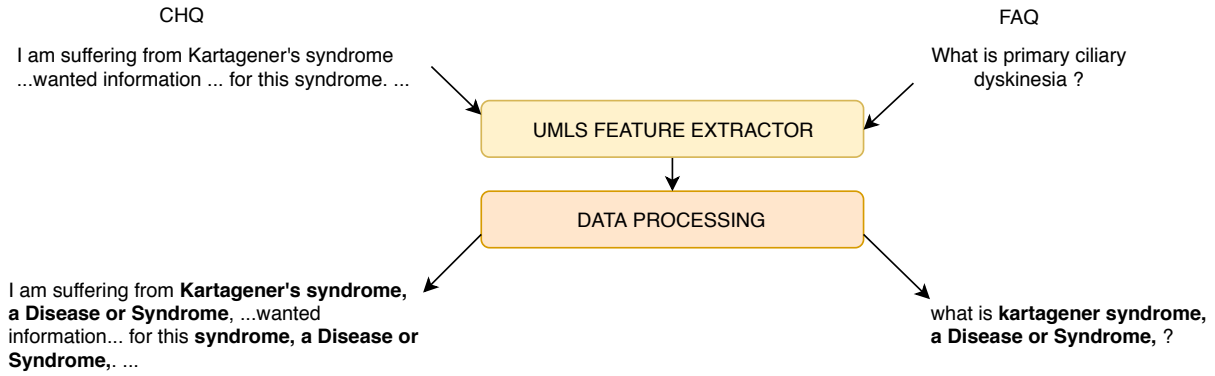 CHQ
I am suffering from Kartagener's syndrome
...wanted information ... for this syndrome. ...
FAQ
What is primary ciliary
dyskinesia ?
UMLS FEATURE EXTRACTOR
DATA PROCESSING
I am suffering from Kartagener's syndrome,
a Disease or Syndrome, ...wanted
information... for this syndrome, a Disease or
Syndrome,. ...
what is kartagener syndrome,
a Disease or Syndrome, ?